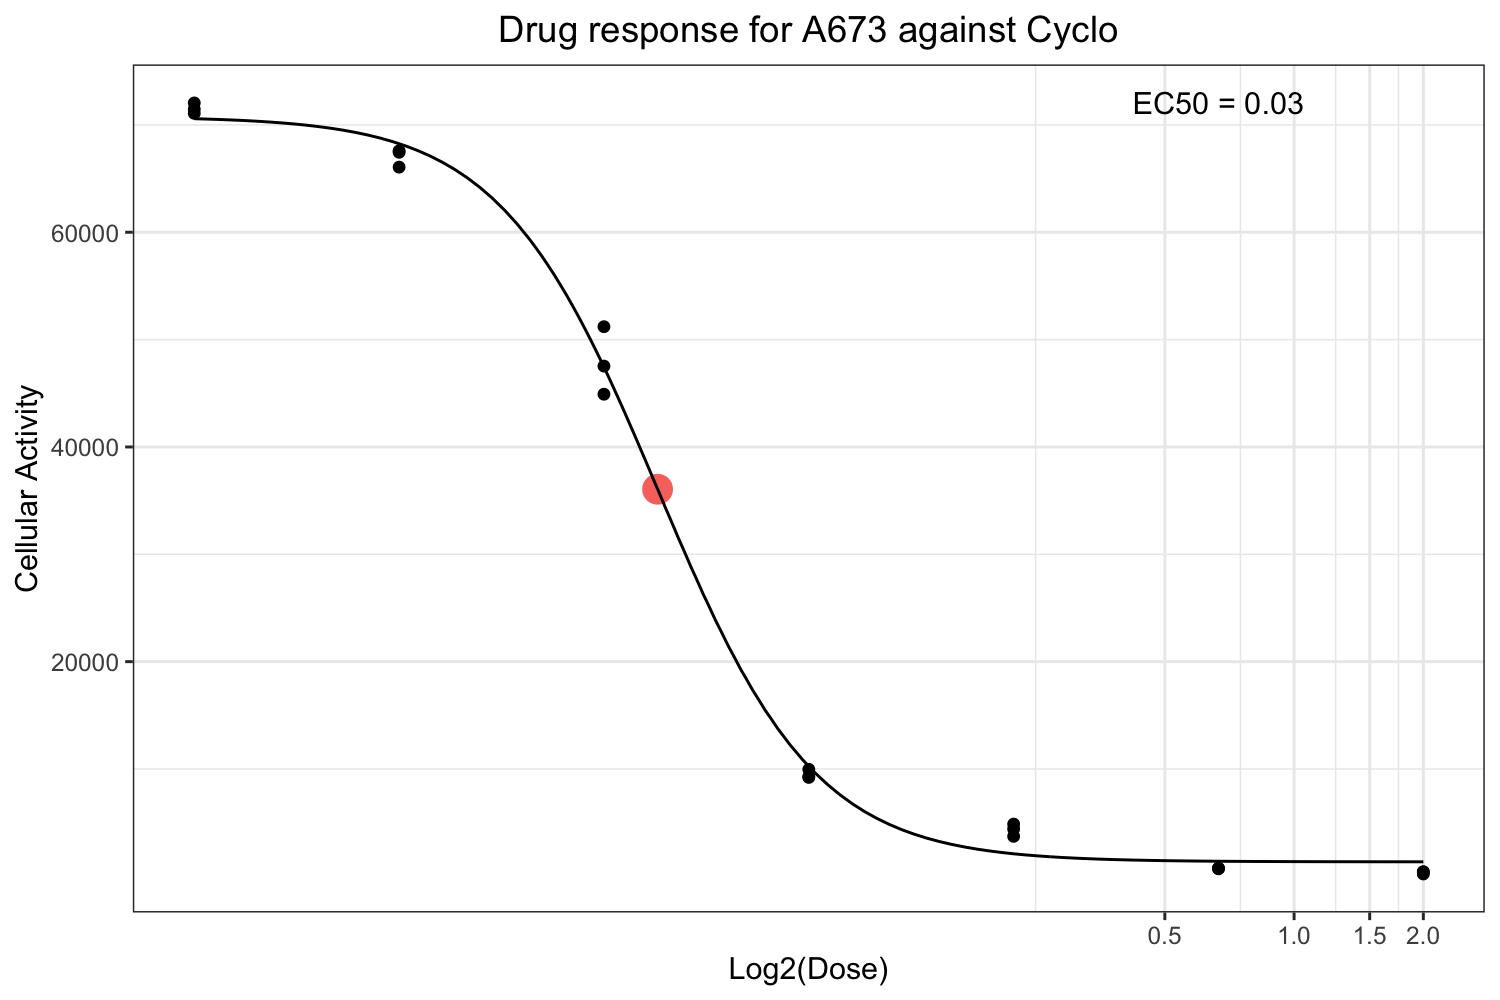 Drug response for A673 against Cyclo
EC50 = 0.03
60000
40000
20000
Cellular Activity
0.5 1.0 1.5 2.0
Log2(Dose)